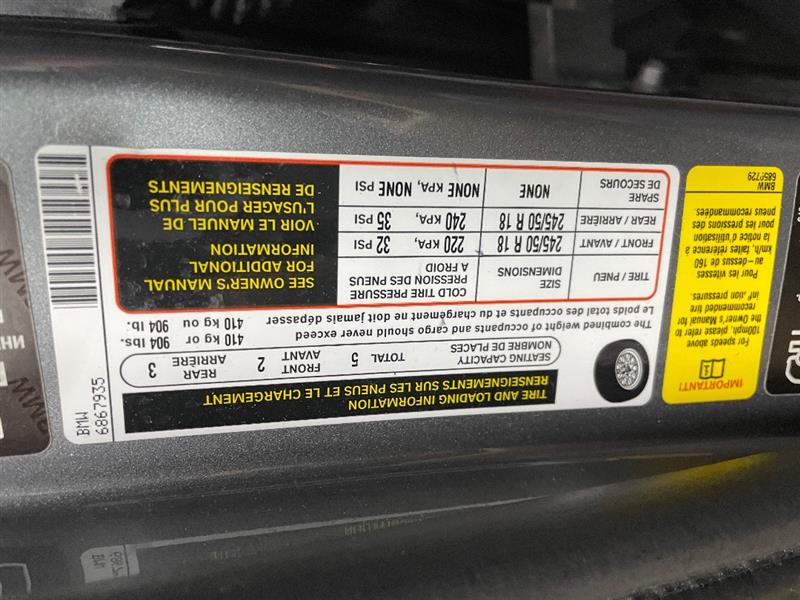 TIRE AND LOADING INFORMATION
RENSEIGNEMENTS SUR LES PNEUS ET LE CHARGEMENT
SEATING CAPACITY
NOMBRE DE PLACES
TOTAL 5
FRONT
AVANT 2
REAR
ARRIÈRE 3
The combined weight of occupants and cargo should never exceed 410 kg or 904 lbs.
Le poids total des occupants et du chargement ne doit jamais dépasser 410 kg ou 904 lb.
TIRE / PNEU
SIZE
DIMENSIONS
COLD TIRE PRESSURE
PRESSION DES PNEUS
A FROID
FRONT / AVANT 245/50 R 18 220 KPA, 32 PSI
REAR / ARRIÈRE 245/50 R 18 240 KPA, 35 PSI
SPARE
DE SECOURS NONE NONE KPA, NONE PSI
SEE OWNER'S MANUAL
FOR ADDITIONAL
INFORMATION
VOIR LE MANUEL DE
L'USAGER POUR PLUS
DE RENSEIGNEMENTS
BMW
6867935
IMPORTANT!
For speeds above
100mph, please refer to
the Owner's Manual for
recommended tire
pressures.
Pour les vitesses
au-dessus de 160
km/h, faites référence à
la notice d'utilisation
pour les pressions des
pneus recommandées.
BMW
6850729
BMW